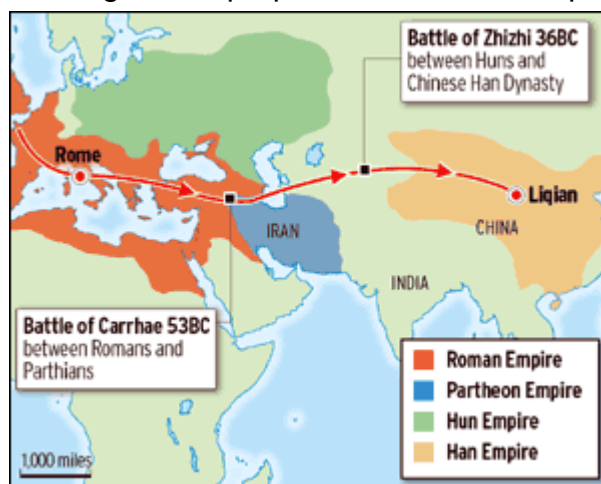 Battle of Zhizhi 36BC
between Huns and
Chinese Han Dynasty
Rome
Liqian
IRAN
CHINA
INDIA
Battle of Carrhae 53BC
between Romans and
Parthians
Roman Empire
Partheon Empire
Hun Empire
Han Empire
1,000 miles